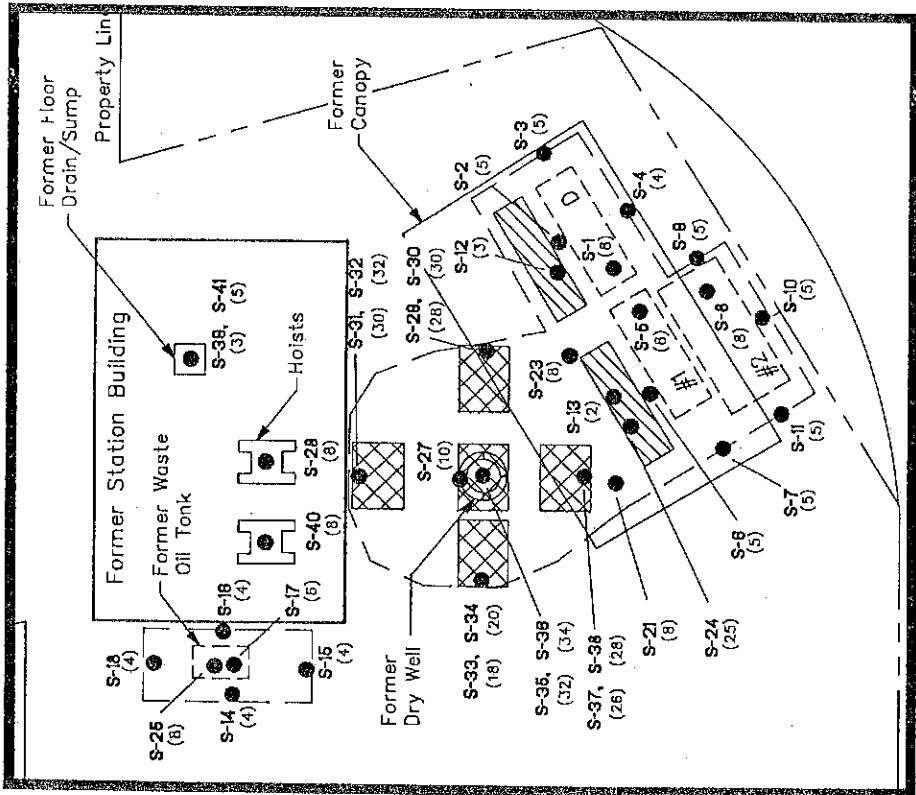 Former Floor
Drain/Sump
Property Lin
Former Station Building
Former Waste
Oil Tank
Hoists
Former
Canopy
S-39, S-41
(3) (5)
S-28
(8)
S-40
(8)
S-18
(4)
S-16
(4)
S-17
(6)
S-15
(4)
S-25
(8)
S-14
(4)
S-31, S-32
(30) (32)
S-29, S-30
(28) (30)
S-27
(10)
Former
Dry Well
S-33, S-34
(18) (20)
S-35, S-36
(32) (34)
S-37, S-38
(26) (28)
S-2
(5)
S-3
(5)
S-12
(3)
D
S-1
(8)
S-4
(4)
S-9
(5)
S-23
(8)
S-5
(8)
S-8
(8)
S-10
(5)
S-13
(2)
#1
#2
S-11
(5)
S-7
(5)
S-6
(5)
S-21
(8)
S-24
(25)